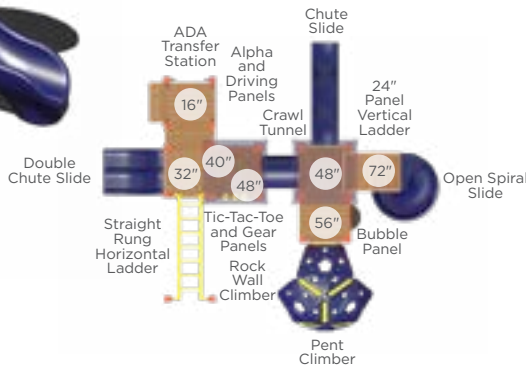 Chute
Slide
ADA
Transfer
Station
Alpha
and
Driving
Panels
24"
Panel
Vertical
Ladder
Crawl
Tunnel
16"
Double
Chute Slide
32"
40"
48"
48"
72"
Open Spiral
Slide
56"
Bubble
Panel
Straight
Rung
Horizontal
Ladder
Tic-Tac-Toe
and Gear
Panels
Rock
Wall
Climber
Pent
Climber